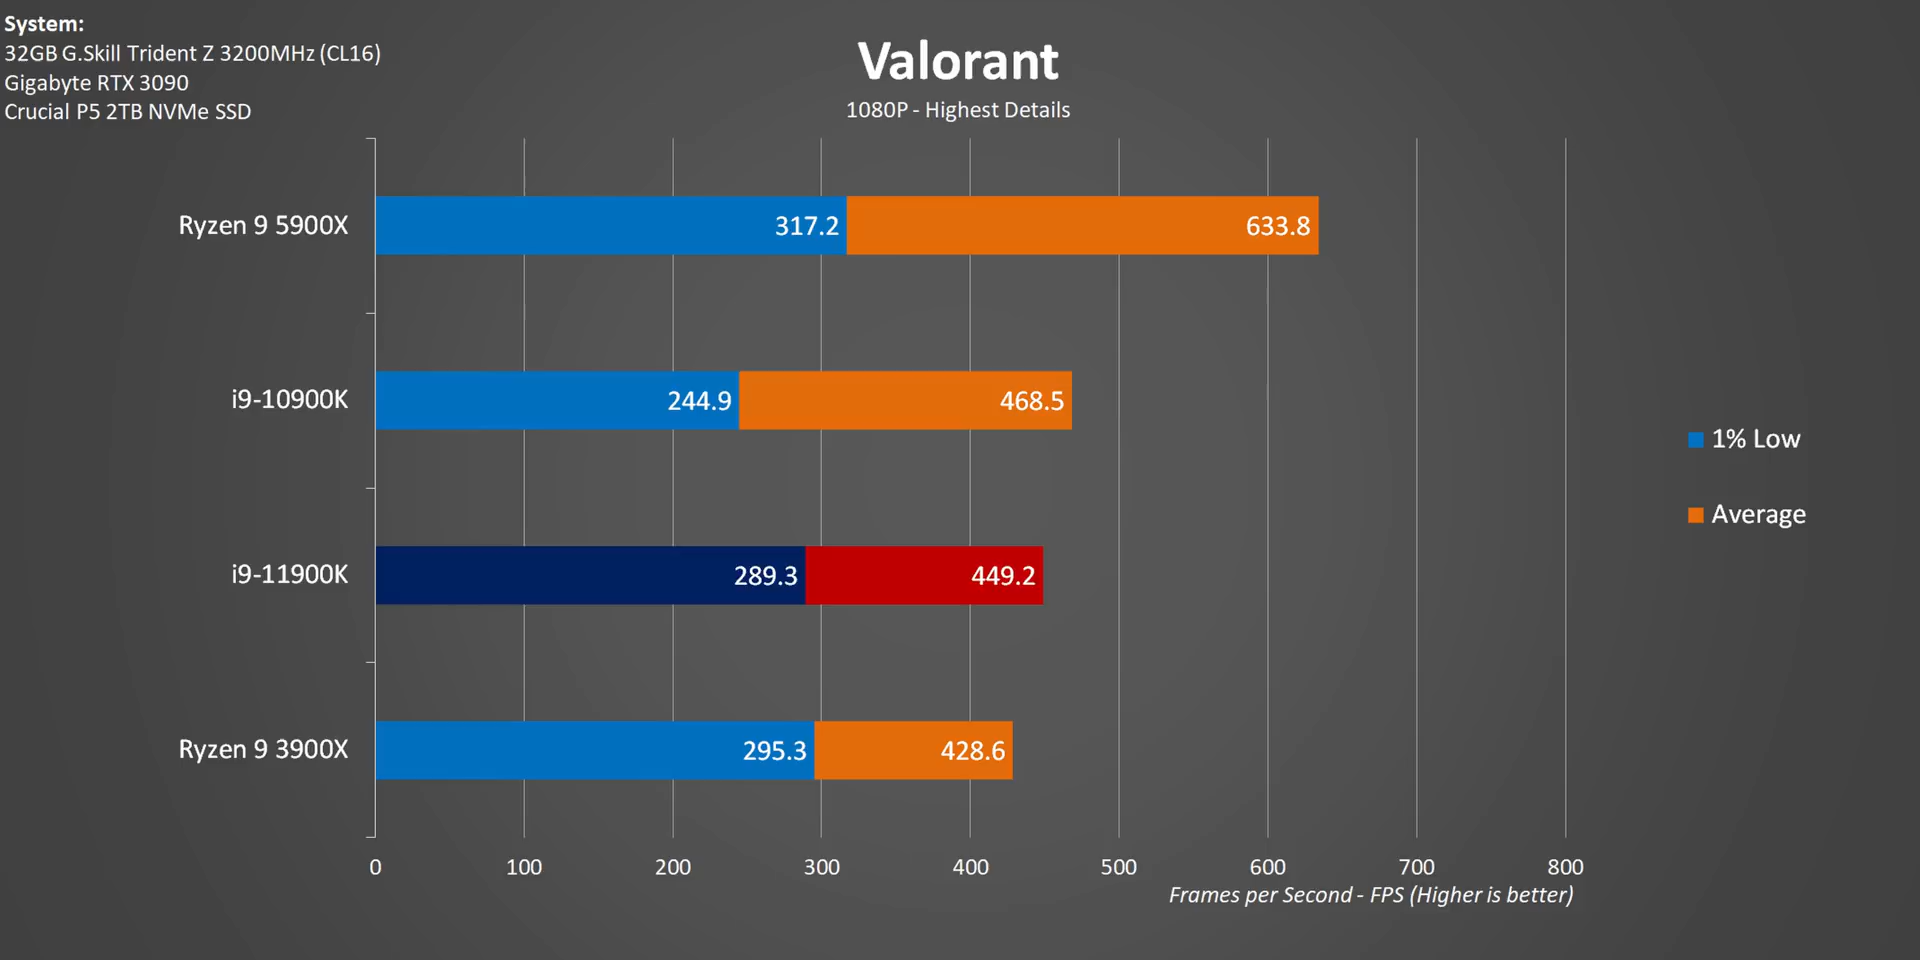 System:
32GB G.Skill Trident Z 3200MHz (CL16)
Gigabyte RTX 3090
Crucial P5 2TB NVMe SSD
Valorant
1080P - Highest Details
Ryzen 9 5900X
317.2
633.8
i9-10900K
244.9
468.5
i9-11900K
289.3
449.2
Ryzen 9 3900X
295.3
428.6
1% Low
Average
0 100 200 300 400 500 600 700 800
Frames per Second - FPS (Higher is better)